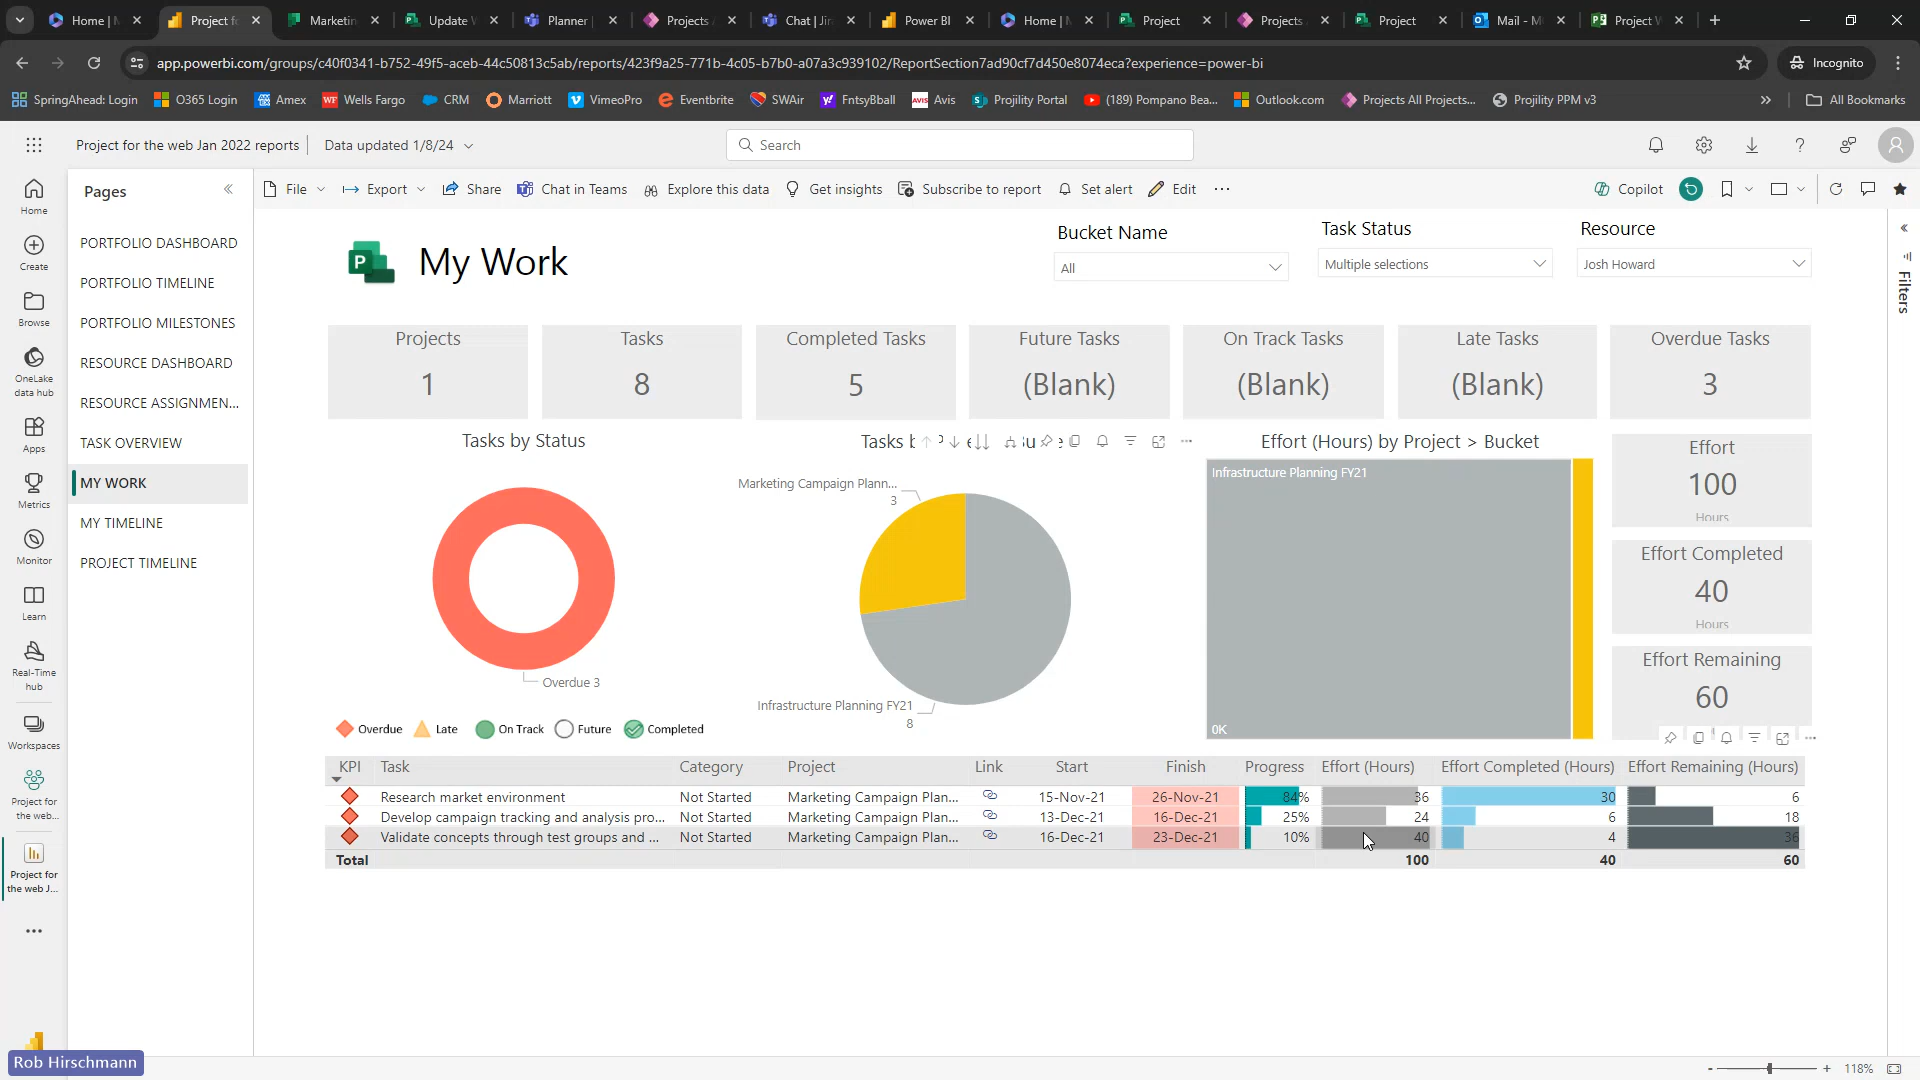 Home | M
Project fo
Marketin
Update W
Planner |
Projects A
Chat | Jin
Power BI
Home | M
Project
Projects
Project
Mail - M
Project W
app.powerbi.com/groups/c40f0341-b752-49f5-aceb-44c50813c5ab/reports/423f9a25-771b-4c05-b7b0-a07a3c939102/ReportSection7ad90cf7d450e8074eca?experience=power-bi
Incognito
SpringAhead: Login
O365 Login
Amex
Wells Fargo
CRM
Marriott
VimeoPro
Eventbrite
SWAir
FntsyBball
Avis
Projility Portal
(189) Pompano Bea...
Outlook.com
Projects All Projects...
Projility PPM v3
All Bookmarks
Project for the web Jan 2022 reports
Data updated 1/8/24
Search
Home
Create
Browse
OneLake
data hub
Apps
Metrics
Monitor
Learn
Real-Time
hub
Workspaces
Project for
the web...
Project for
the web J...
Pages
PORTFOLIO DASHBOARD
PORTFOLIO TIMELINE
PORTFOLIO MILESTONES
RESOURCE DASHBOARD
RESOURCE ASSIGNMEN...
TASK OVERVIEW
MY WORK
MY TIMELINE
PROJECT TIMELINE
File
Export
Share
Chat in Teams
Explore this data
Get insights
Subscribe to report
Set alert
Edit
Copilot
My Work
Bucket Name
All
Task Status
Multiple selections
Resource
Josh Howard
Filters
Projects
1
Tasks
8
Completed Tasks
5
Future Tasks
(Blank)
On Track Tasks
(Blank)
Late Tasks
(Blank)
Overdue Tasks
3
Tasks by Status
Overdue 3
Overdue
Late
On Track
Future
Completed
Tasks b
Marketing Campaign Plann...
3
Infrastructure Planning FY21
8
Effort (Hours) by Project > Bucket
Infrastructure Planning FY21
0K
Effort
100
Hours
Effort Completed
40
Hours
Effort Remaining
60
KPI Task Category Project Link Start Finish Progress Effort (Hours) Effort Completed (Hours) Effort Remaining (Hours)
Research market environment Not Started Marketing Campaign Plan... 15-Nov-21 26-Nov-21 84% 36 30 6
Develop campaign tracking and analysis pro... Not Started Marketing Campaign Plan... 13-Dec-21 16-Dec-21 25% 24 6 18
Validate concepts through test groups and ... Not Started Marketing Campaign Plan... 16-Dec-21 23-Dec-21 10% 40 4 36
Total 100 40 60
Rob Hirschmann
118%